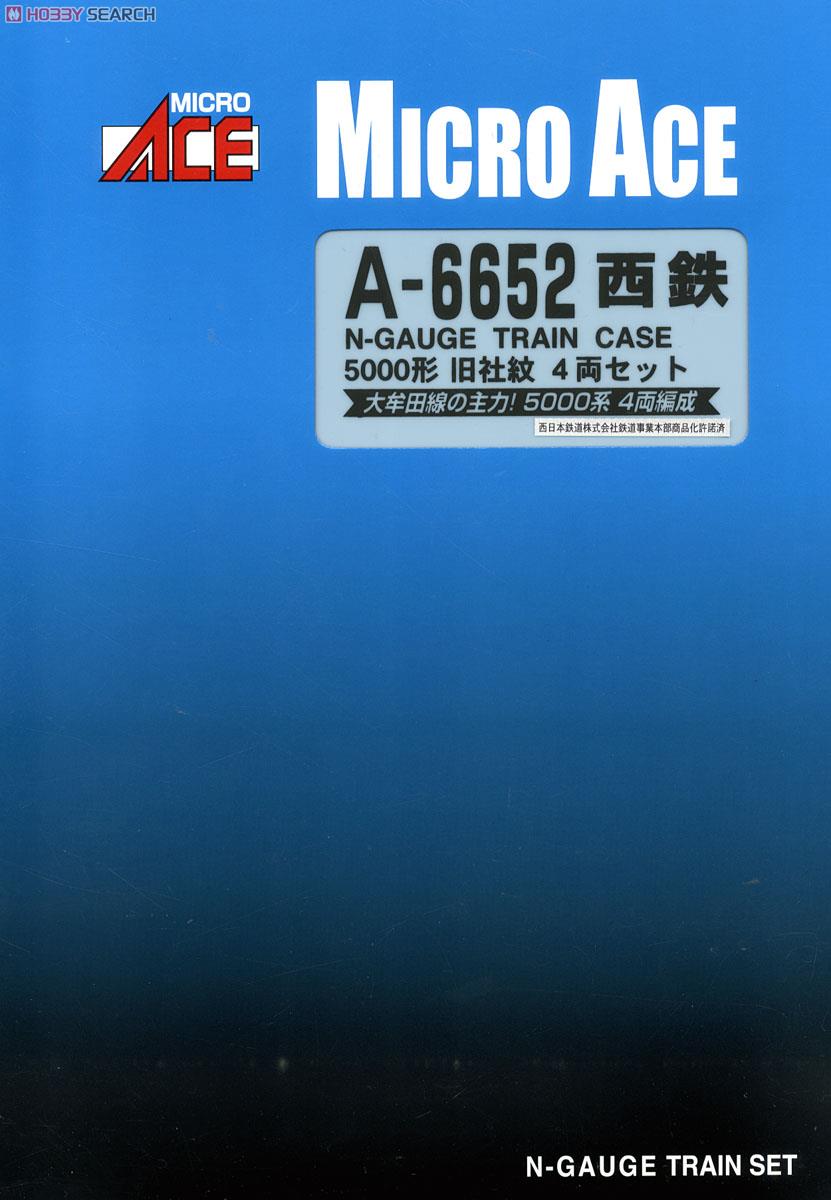 HOBBY SEARCH
MICRO
ACE
MICRO ACE
A-6652 西鉄
N-GAUGE TRAIN CASE
5000形 旧社紋 4両セット
大牟田線の主力! 5000系 4両編成
西日本鉄道株式会社鉄道事業本部商品化許諾済
N-GAUGE TRAIN SET